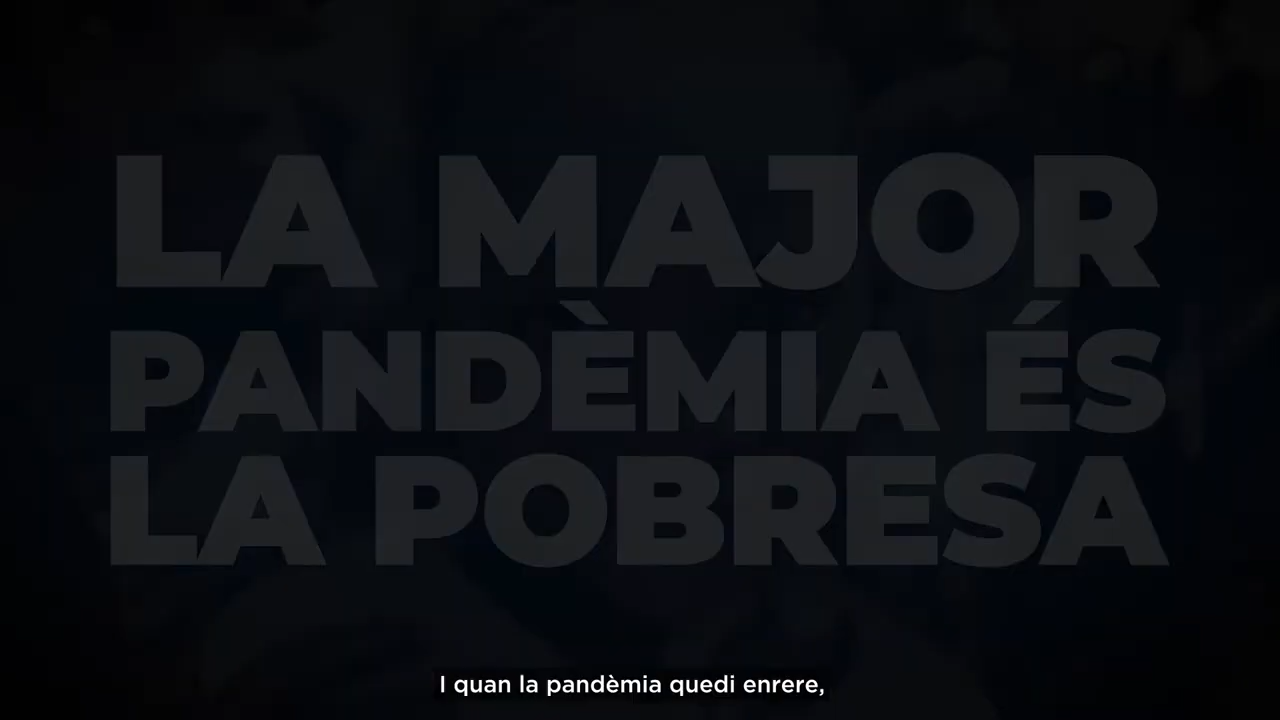 LA MAJOR
PANDÈMIA ÉS
LA POBRESA
I quan la pandèmia quedi enrere,